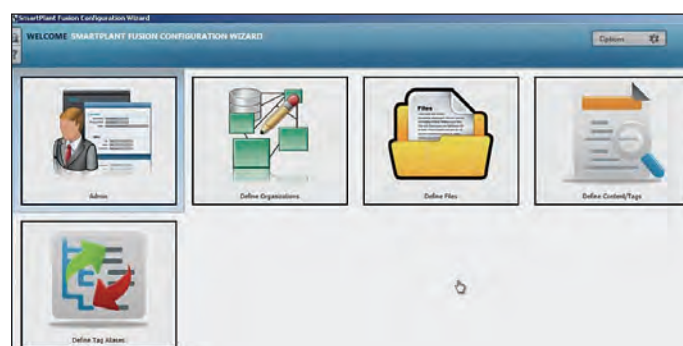 SmartPlant Fusion Configuration Wizard
WELCOME SMARTPLANT FUSION CONFIGURATION WIZARD
Options
?
Files
Admin
Define Organizations
Define Files
Define Content/Tags
Define Tag Aliases